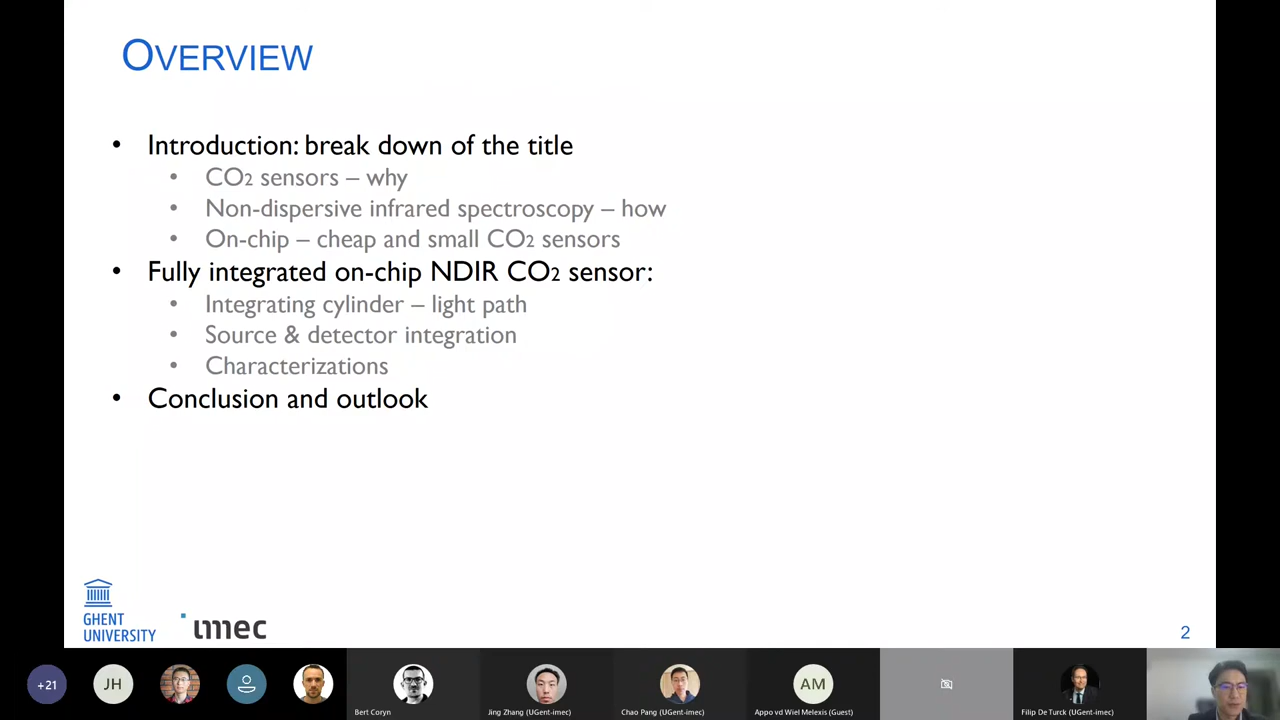 OVERVIEW
• Introduction: break down of the title
• CO2 sensors – why
• Non-dispersive infrared spectroscopy – how
• On-chip – cheap and small CO2 sensors
• Fully integrated on-chip NDIR CO2 sensor:
• Integrating cylinder – light path
• Source & detector integration
• Characterizations
• Conclusion and outlook
GHENT
UNIVERSITY
imec
2
+21
JH
AM
Bert Coryn
Jing Zhang (UGent-imec)
Chao Pang (UGent-imec)
Appo vd Wiel Melexis (Guest)
Filip De Turck (UGent-imec)